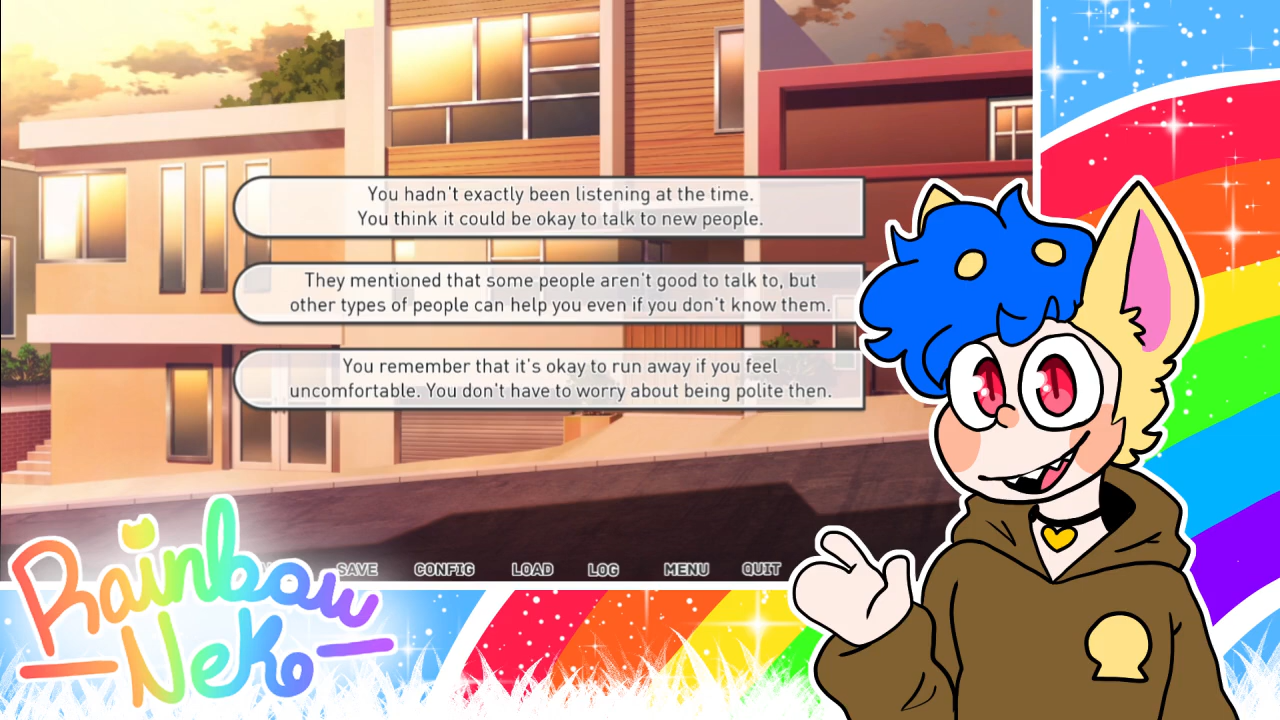 You hadn't exactly been listening at the time.
You think it could be okay to talk to new people.
They mentioned that some people aren't good to talk to, but
other types of people can help you even if you don't know them.
You remember that it's okay to run away if you feel
uncomfortable. You don't have to worry about being polite then.
SAVE CONFIG LOAD LOG MENU QUIT
Rainbow
Neko